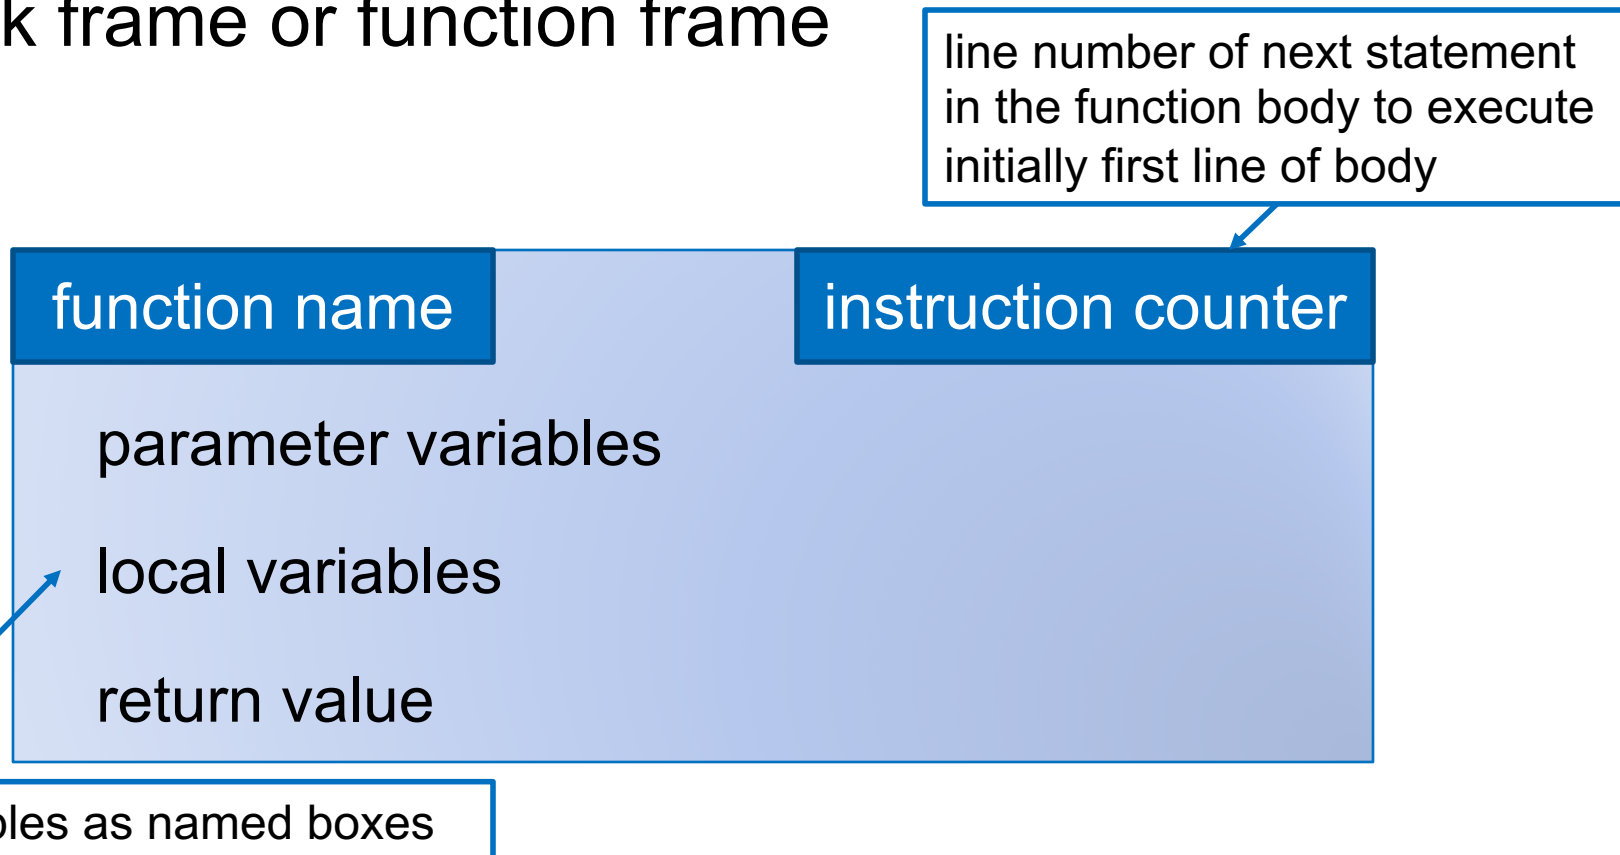 k frame or function frame
line number of next statement
in the function body to execute
initially first line of body
function name
instruction counter
parameter variables
local variables
return value
bles as named boxes